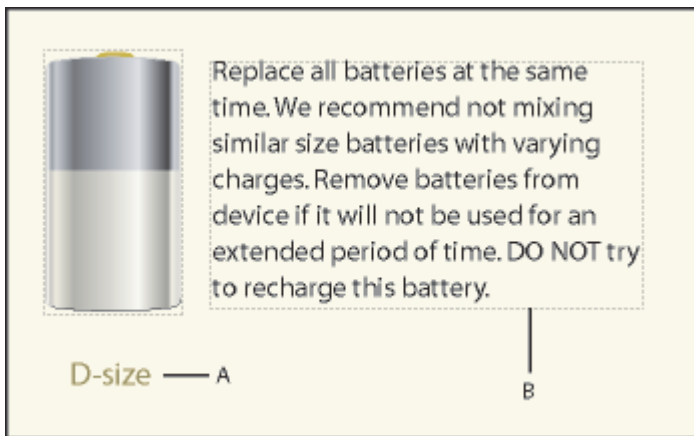 Replace all batteries at the same
time. We recommend not mixing
similar size batteries with varying
charges. Remove batteries from
device if it will not be used for an
extended period of time. DO NOT try
to recharge this battery.
D-size
A
B